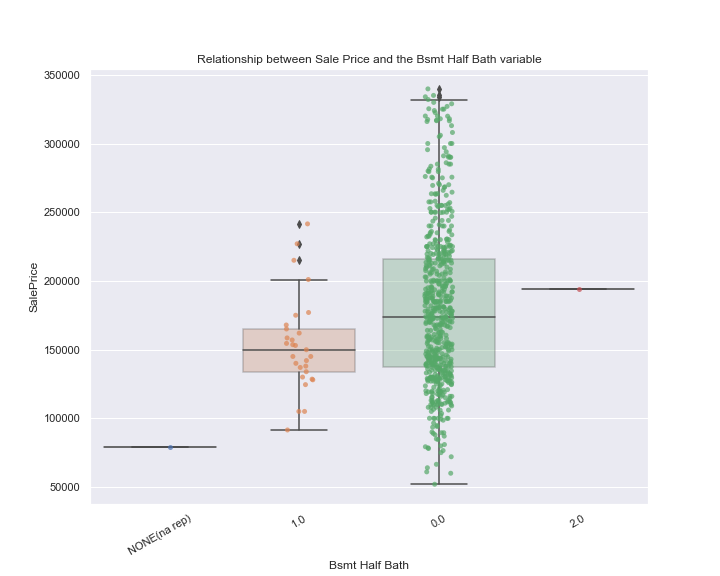 Relationship between Sale Price and the Bsmt Half Bath variable
350000
300000
250000
200000
150000
100000
50000
SalePrice
NONE(na rep)
1.0
0.0
2.0
Bsmt Half Bath